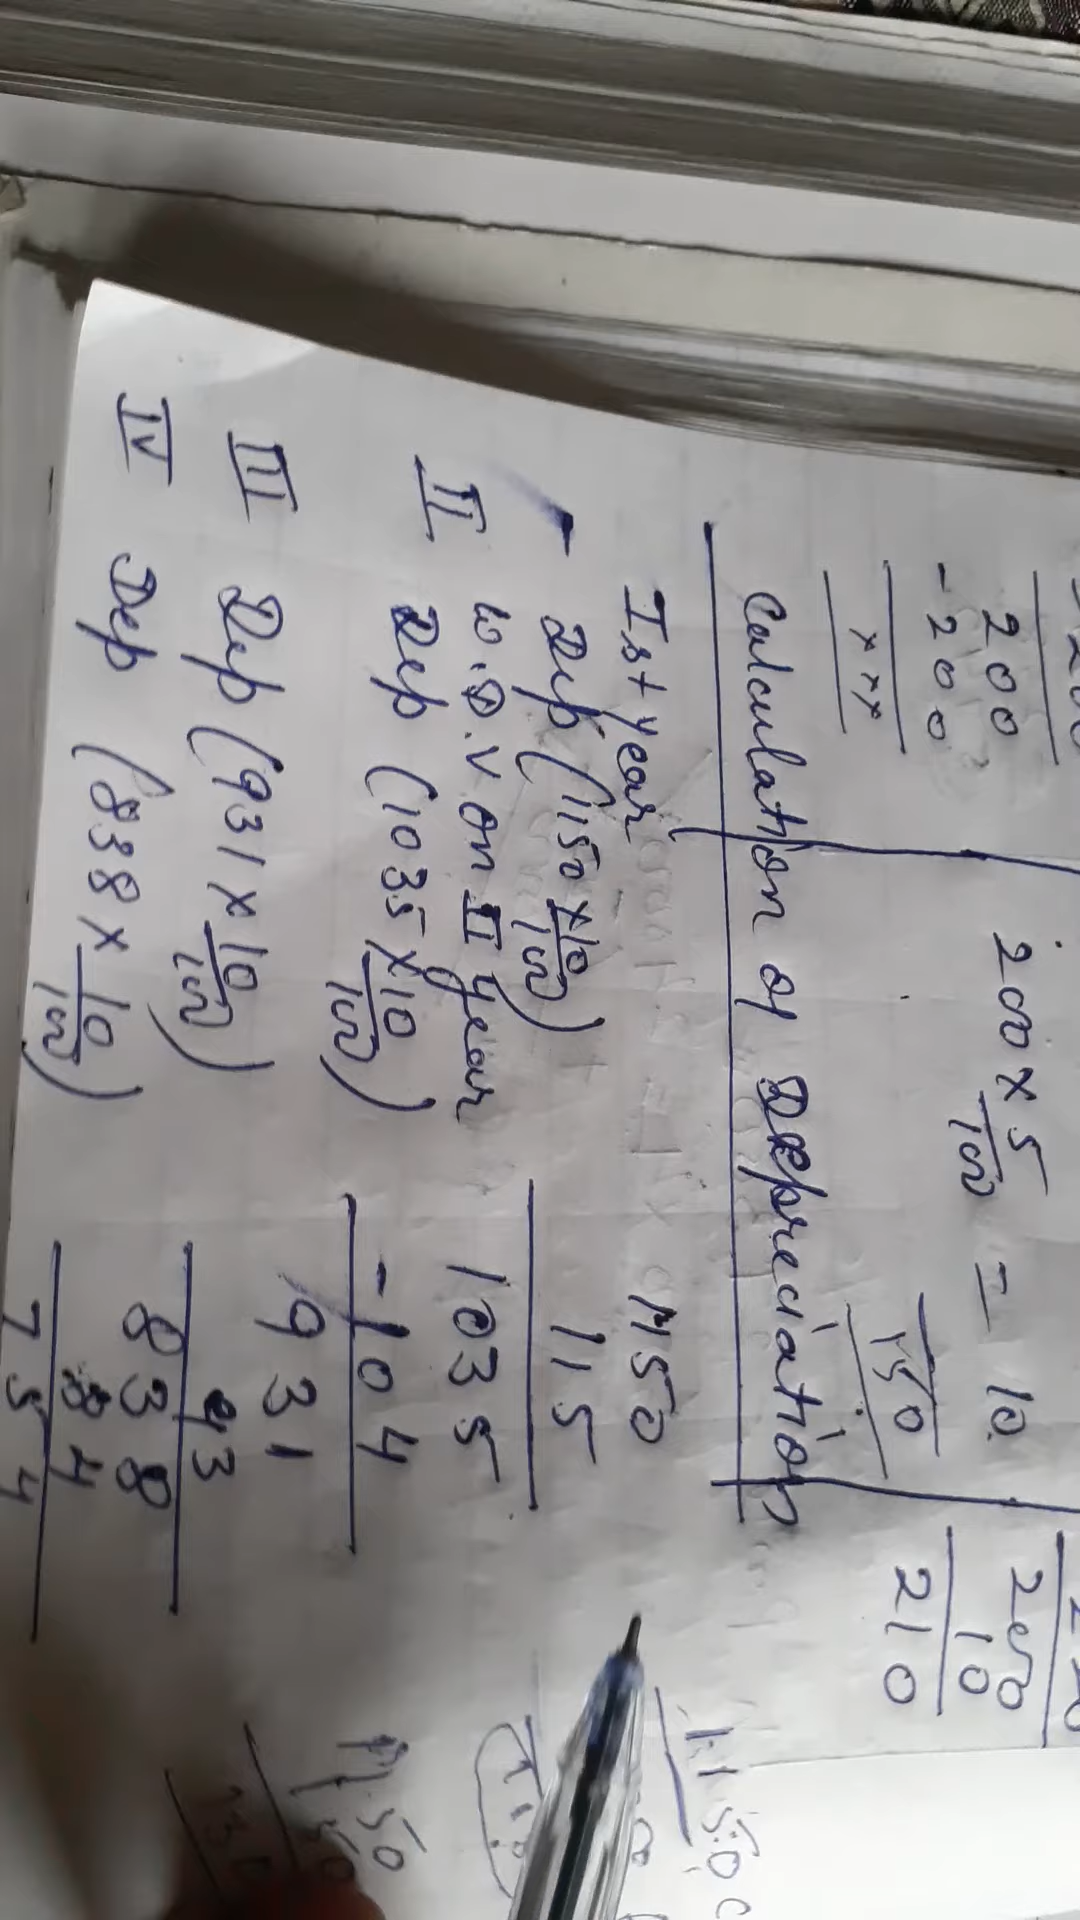 200
200 × 5/100 = 10
200
- 200
10
×××
150
210
Calculation of Depreciation
Ist year 1150
Dep (1150 × 10/100) 115
II W.D.V on II year 1035
Dep (1035 × 10/100) - 104
931
III Dep (931 × 10/100) 93
838
IV Dep (838 × 10/100) 84
754
1150